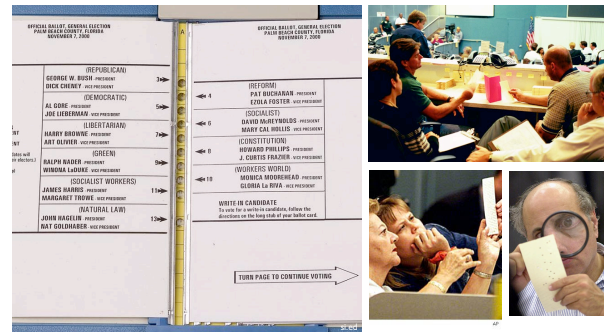 OFFICIAL BALLOT, GENERAL ELECTION
PALM BEACH COUNTY, FLORIDA
NOVEMBER 7, 2000
(REPUBLICAN)
GEORGE W. BUSH - PRESIDENT
DICK CHENEY - VICE PRESIDENT
3
(DEMOCRATIC)
AL GORE - PRESIDENT
JOE LIEBERMAN - VICE PRESIDENT
5
(LIBERTARIAN)
HARRY BROWNE - PRESIDENT
ART OLIVIER - VICE PRESIDENT
7
(GREEN)
RALPH NADER - PRESIDENT
WINONA LaDUKE - VICE PRESIDENT
9
(SOCIALIST WORKERS)
JAMES HARRIS - PRESIDENT
MARGARET TROWE - VICE PRESIDENT
11
(NATURAL LAW)
JOHN HAGELIN - PRESIDENT
NAT GOLDHABER - VICE PRESIDENT
13
ENT
NT
dates will
electors.)
A
OFFICIAL BALLOT, GENERAL ELECTION
PALM BEACH COUNTY, FLORIDA
NOVEMBER 7, 2000
(REFORM)
4
PAT BUCHANAN - PRESIDENT
EZOLA FOSTER - VICE PRESIDENT
(SOCIALIST)
6
DAVID McREYNOLDS - PRESIDENT
MARY CAL HOLLIS - VICE PRESIDENT
(CONSTITUTION)
8
HOWARD PHILLIPS - PRESIDENT
J. CURTIS FRAZIER - VICE PRESIDENT
(WORKERS WORLD)
10
MONICA MOOREHEAD - PRESIDENT
GLORIA La RIVA - VICE PRESIDENT
WRITE-IN CANDIDATE
To vote for a write-in candidate, follow the
directions on the long stub of your ballot card.
TURN PAGE TO CONTINUE VOTING
st.ed
AP